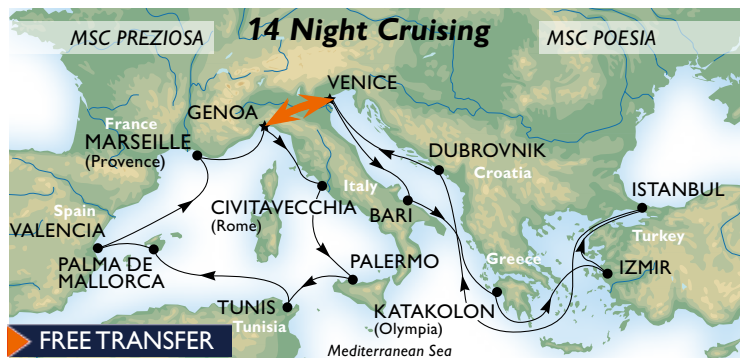 MSC PREZIOSA
14 Night Cruising
MSC POESIA
VENICE
GENOA
France
MARSEILLE
(Provence)
DUBROVNIK
Croatia
Italy
ISTANBUL
CIVITAVECCHIA
(Rome)
BARI
Spain
VALENCIA
Turkey
Greece
PALMA DE
MALLORCA
PALERMO
IZMIR
TUNIS
Tunisia
KATAKOLON
(Olympia)
FREE TRANSFER
Mediterranean Sea